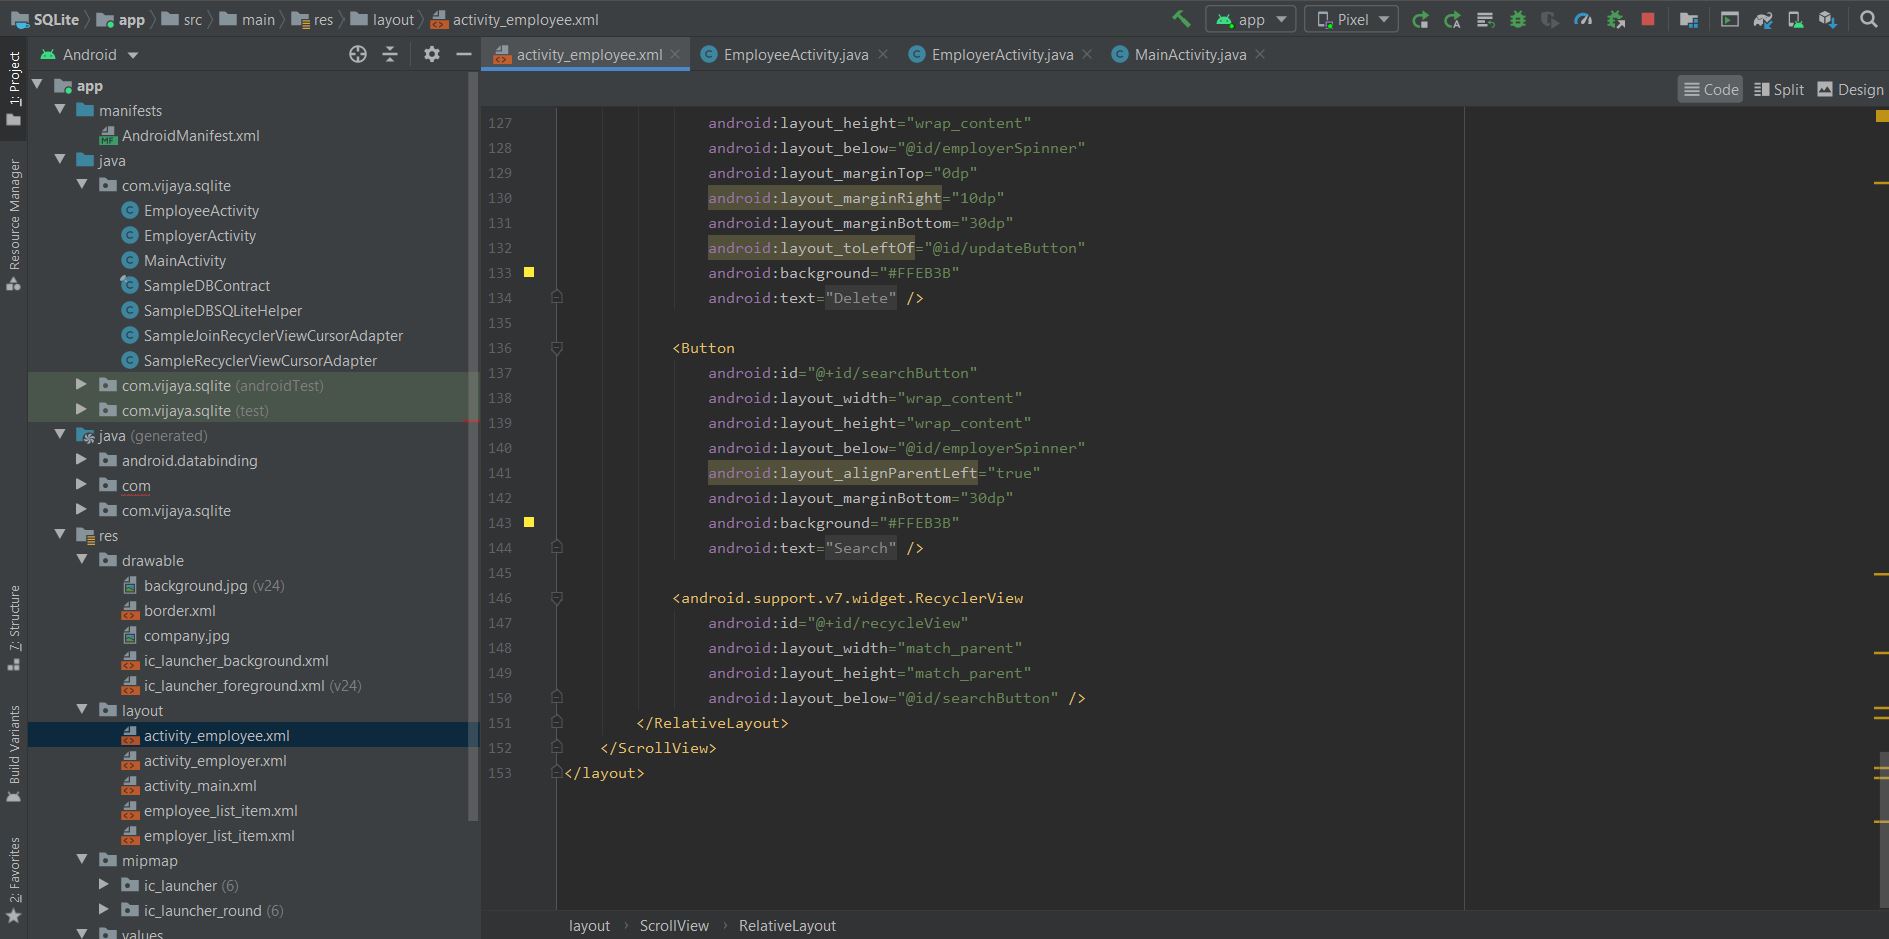 SQLite app src main res layout activity_employee.xml app Pixel
1: Project
Resource Manager
7: Structure
Build Variants
2: Favorites
Android
app
manifests
AndroidManifest.xml
java
com.vijaya.sqlite
EmployeeActivity
EmployerActivity
MainActivity
SampleDBContract
SampleDBSQLiteHelper
SampleJoinRecyclerViewCursorAdapter
SampleRecyclerViewCursorAdapter
com.vijaya.sqlite (androidTest)
com.vijaya.sqlite (test)
java (generated)
android.databinding
com
com.vijaya.sqlite
res
drawable
background.jpg (v24)
border.xml
company.jpg
ic_launcher_background.xml
ic_launcher_foreground.xml (v24)
layout
activity_employee.xml
activity_employer.xml
activity_main.xml
employee_list_item.xml
employer_list_item.xml
mipmap
ic_launcher (6)
ic_launcher_round (6)
values
activity_employee.xml EmployeeActivity.java EmployerActivity.java MainActivity.java
Code Split Design
127 android:layout_height="wrap_content"
128 android:layout_below="@id/employerSpinner"
129 android:layout_marginTop="0dp"
130 android:layout_marginRight="10dp"
131 android:layout_marginBottom="30dp"
132 android:layout_toLeftOf="@id/updateButton"
133 android:background="#FFEB3B"
134 android:text="Delete" />
135
136 <Button
137 android:id="@+id/searchButton"
138 android:layout_width="wrap_content"
139 android:layout_height="wrap_content"
140 android:layout_below="@id/employerSpinner"
141 android:layout_alignParentLeft="true"
142 android:layout_marginBottom="30dp"
143 android:background="#FFEB3B"
144 android:text="Search" />
145
146 <android.support.v7.widget.RecyclerView
147 android:id="@+id/recycleView"
148 android:layout_width="match_parent"
149 android:layout_height="match_parent"
150 android:layout_below="@id/searchButton" />
151 </RelativeLayout>
152 </ScrollView>
153 </layout>
layout › ScrollView › RelativeLayout